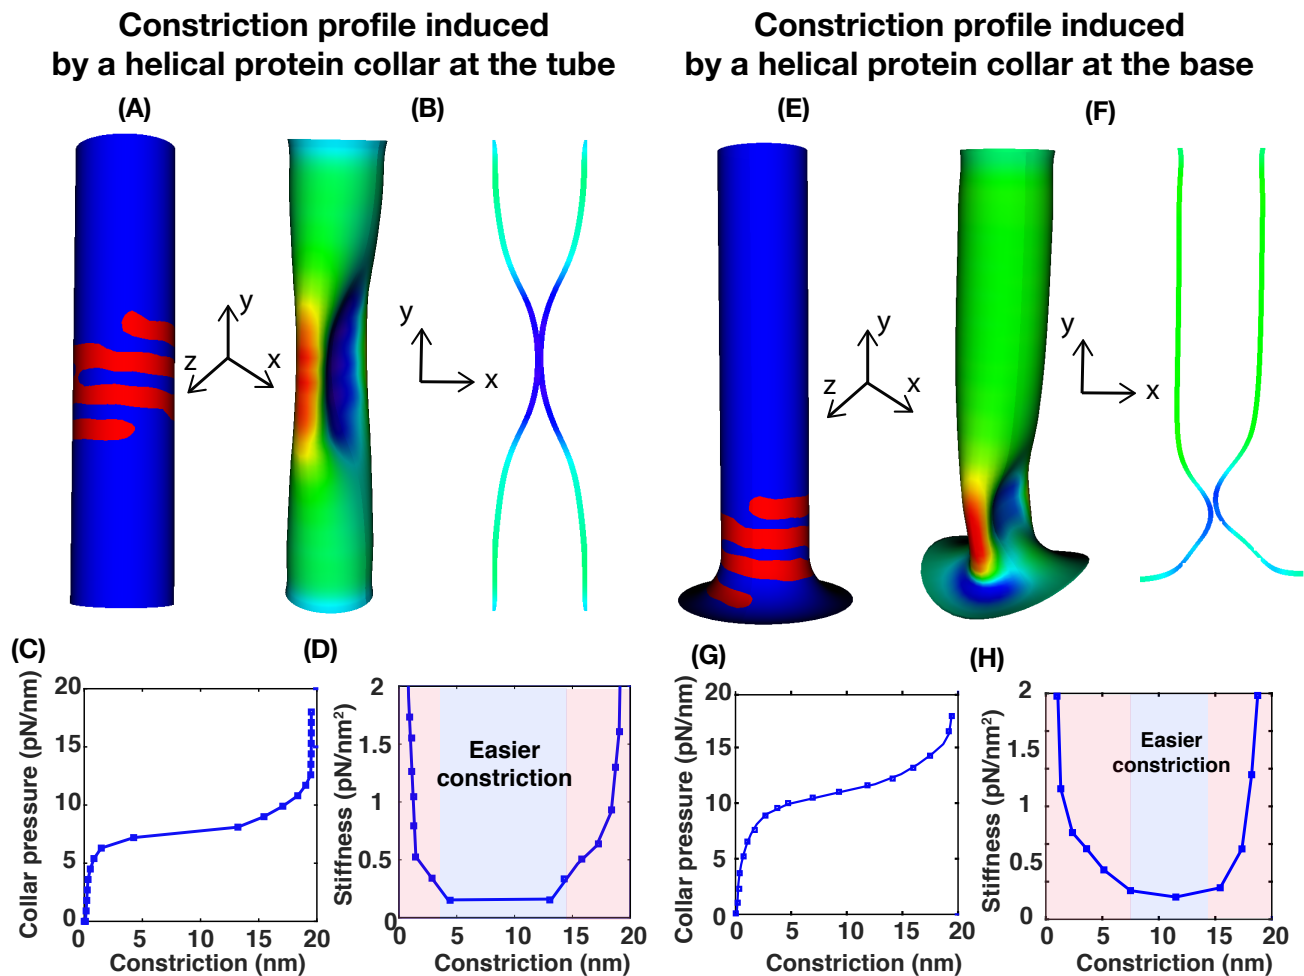 Constriction profile induced
by a helical protein collar at the tube
Constriction profile induced
by a helical protein collar at the base
(A)
(B)
(E)
(F)
y
z
x
y
x
y
z
x
y
x
(C)
Collar pressure (pN/nm)
20
15
10
5
0
0
5
10
15
20
Constriction (nm)
(D)
Stiffness (pN/nm²)
2
1.5
1
0.5
0
Easier
constriction
0
5
10
15
20
Constriction (nm)
(G)
Collar pressure (pN/nm)
20
15
10
5
0
0
5
10
15
20
Constriction (nm)
(H)
Stiffness (pN/nm²)
2
1.5
1
0.5
0
Easier
constriction
0
5
10
15
20
Constriction (nm)